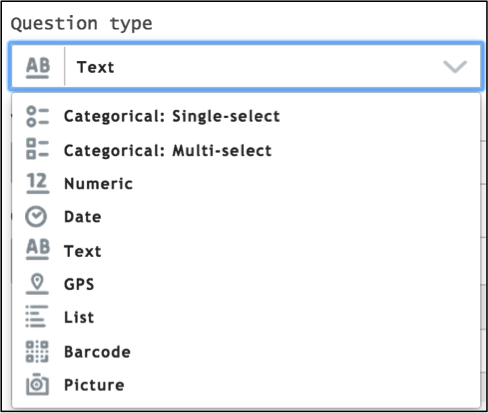 Question type
AB Text
Categorical: Single-select
Categorical: Multi-select
12 Numeric
Date
AB Text
GPS
List
Barcode
Picture